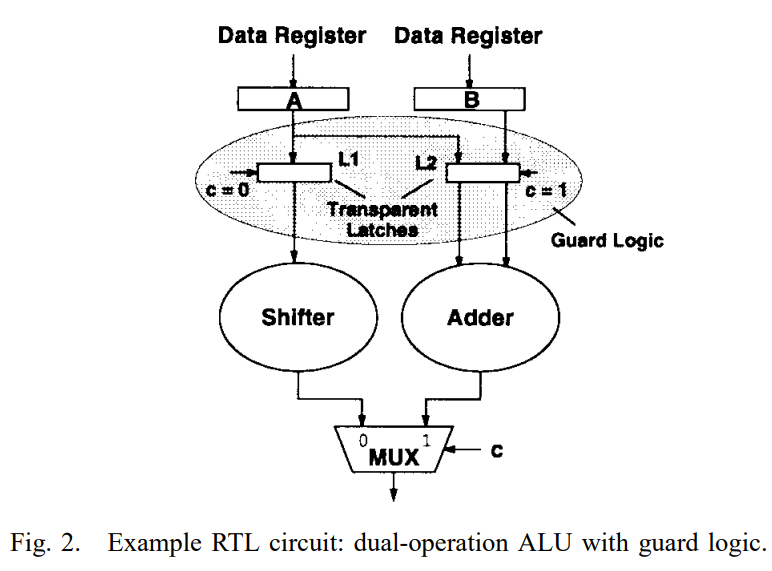 Data Register Data Register
A B
L1 L2
c = 0 c = 1
Transparent
Latches
Guard Logic
Shifter Adder
0 1
MUX c
Fig. 2. Example RTL circuit: dual-operation ALU with guard logic.